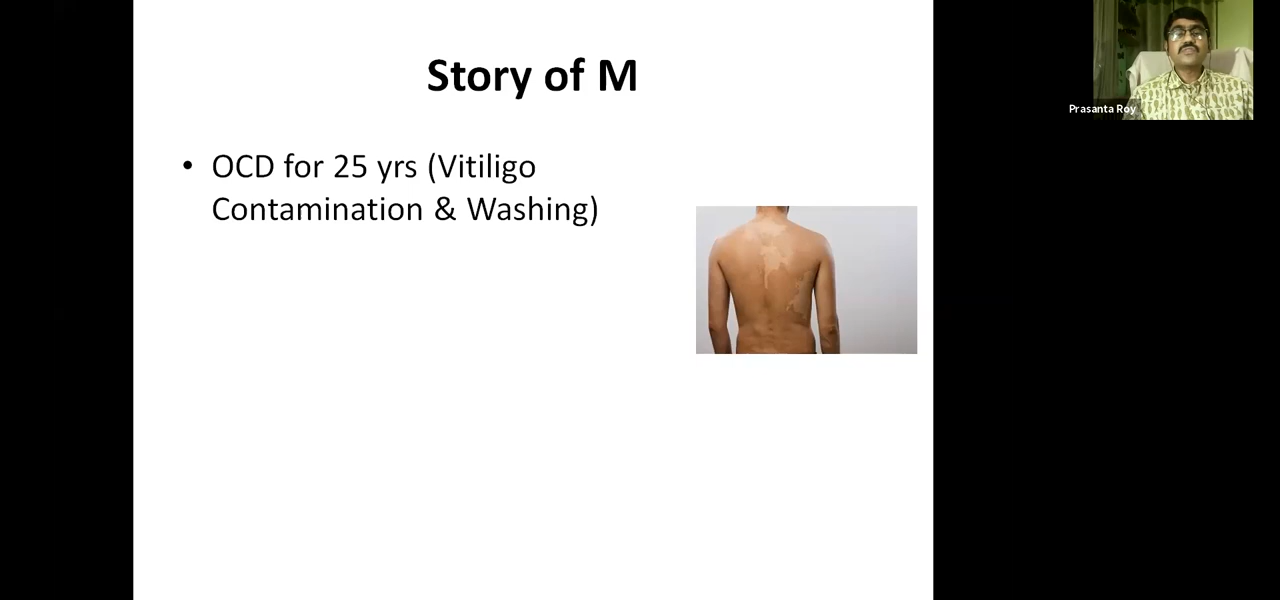 Story of M
• OCD for 25 yrs (Vitiligo
Contamination & Washing)
Prasanta Roy